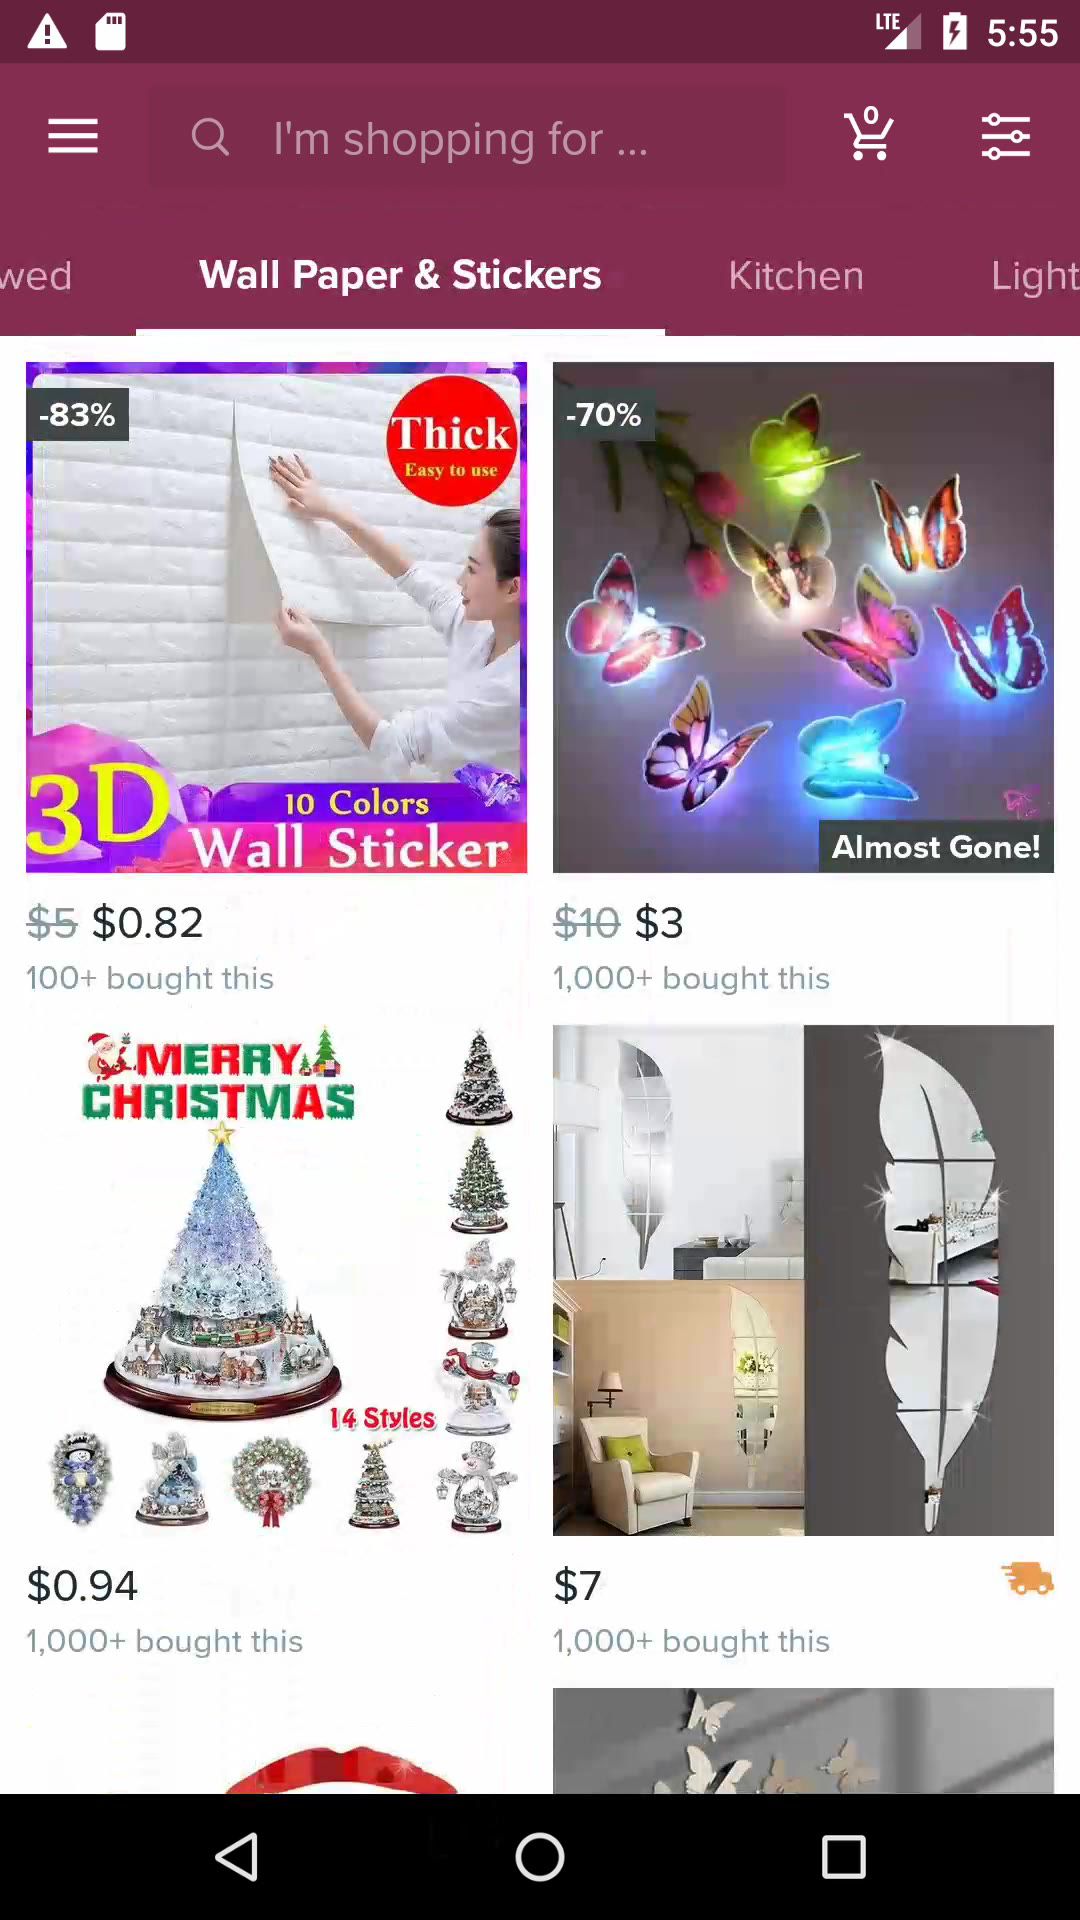 LTE 5:55
I'm shopping for ...
0
wed
Wall Paper & Stickers
Kitchen
Light
-83%
Thick
Easy to use
3D
10 Colors
Wall Sticker
-70%
Almost Gone!
$5 $0.82
100+ bought this
$10 $3
1,000+ bought this
MERRY
CHRISTMAS
14 Styles
$0.94
1,000+ bought this
$7
1,000+ bought this